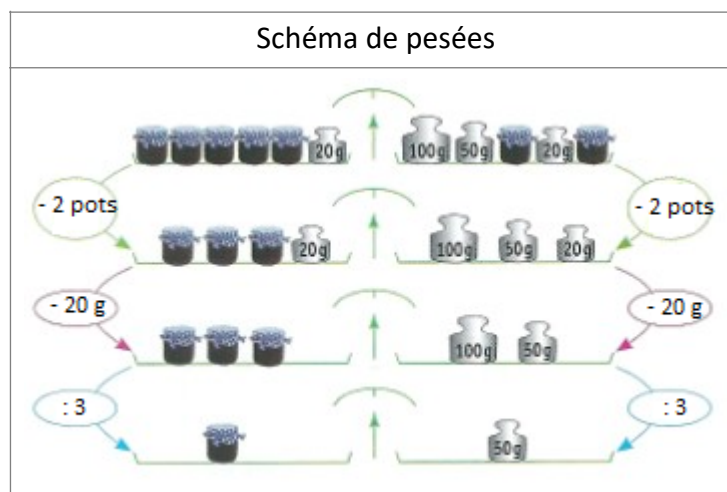 Schéma de pesées
20g 100g 50g 20g
- 2 pots - 2 pots
20g 100g 50g 20g
- 20 g - 20 g
100g 50g
: 3 : 3
50g